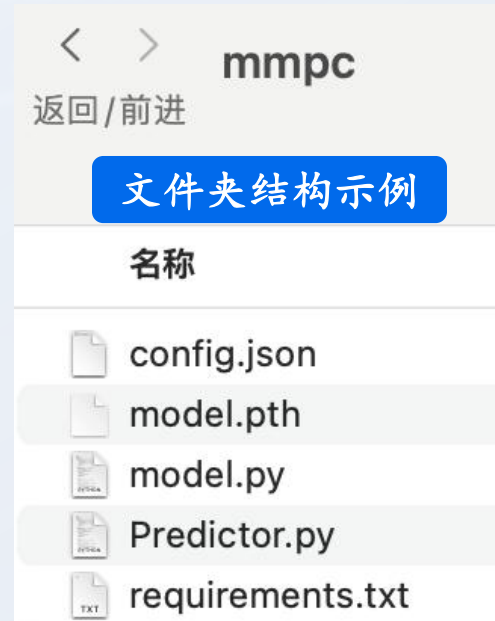 mmpc
返回/前进
文件夹结构示例
名称
config.json
model.pth
model.py
Predictor.py
requirements.txt